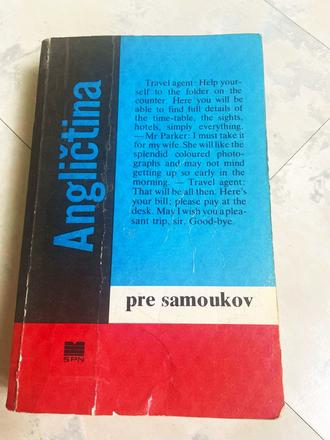 Angličtina
— Travel agent: Help your-
self to the folder on the
counter. Here you will be
able to find full details of
the time-table, the sights,
hotels, simply everything.
—Mr Parker: I must take it
for my wife. She will like the
splendid coloured photo-
graphs and may not mind
getting up so early in the
morning. — Travel agent:
That will be all then. Here's
your bill; please pay at the
desk. May I wish you a plea-
sant trip, sir. Good-bye.
pre samoukov
SPN